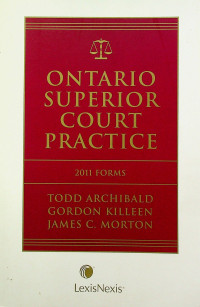 ONTARIO
SUPERIOR
COURT
PRACTICE
2011 FORMS
TODD ARCHIBALD
GORDON KILLEEN
JAMES C. MORTON
LexisNexis®